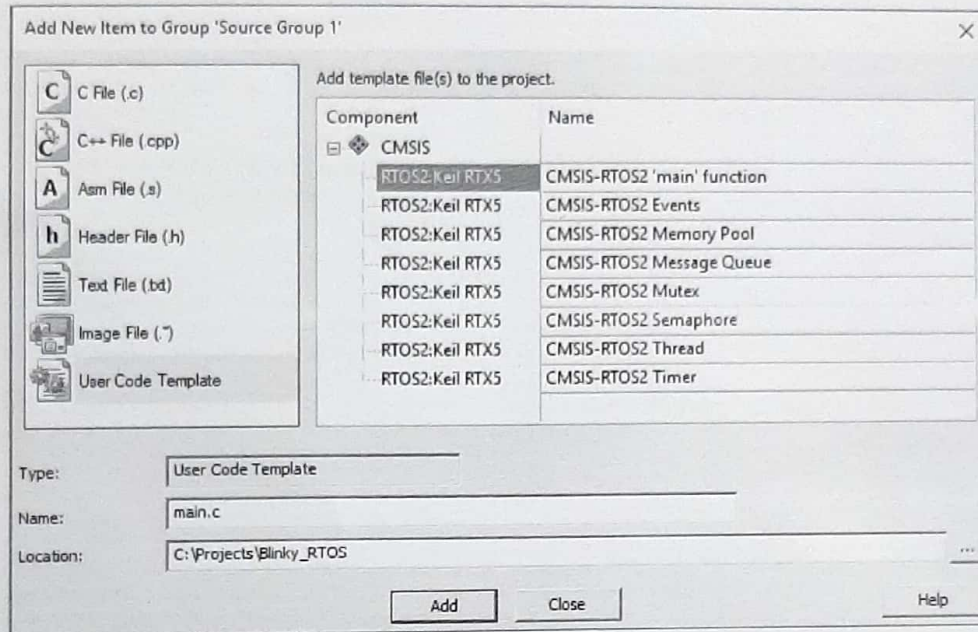 Add New Item to Group 'Source Group 1'
C File (.c)
C++ File (.cpp)
Asm File (.s)
Header File (.h)
Text File (.txt)
Image File (.*)
User Code Template
Add template file(s) to the project.
Component Name
CMSIS
RTOS2:Keil RTX5 CMSIS-RTOS2 'main' function
RTOS2:Keil RTX5 CMSIS-RTOS2 Events
RTOS2:Keil RTX5 CMSIS-RTOS2 Memory Pool
RTOS2:Keil RTX5 CMSIS-RTOS2 Message Queue
RTOS2:Keil RTX5 CMSIS-RTOS2 Mutex
RTOS2:Keil RTX5 CMSIS-RTOS2 Semaphore
RTOS2:Keil RTX5 CMSIS-RTOS2 Thread
RTOS2:Keil RTX5 CMSIS-RTOS2 Timer
Type: User Code Template
Name: main.c
Location: C:\Projects\Blinky_RTOS ...
Add Close Help